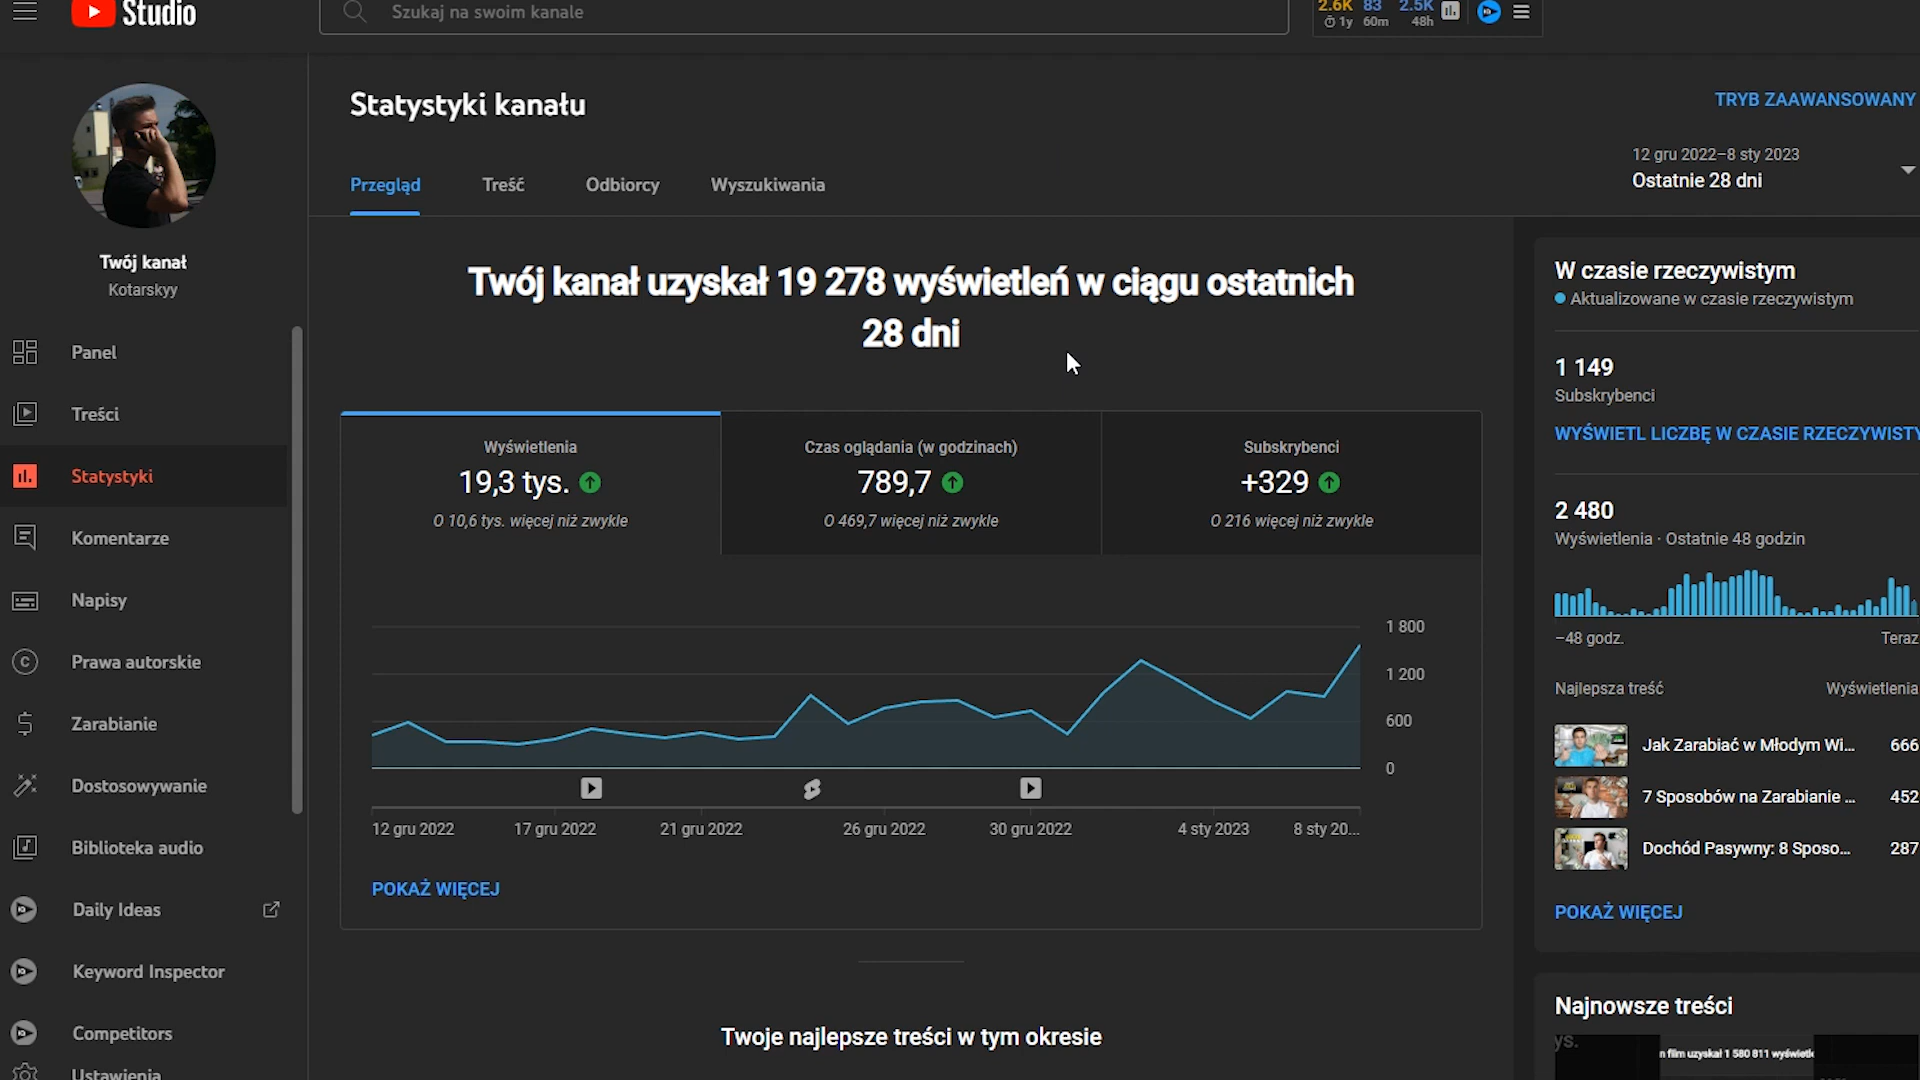 Studio
Szukaj na swoim kanale
2.6K 83 2.5K
1y 60m 48h
Statystyki kanału
TRYB ZAAWANSOWANY
12 gru 2022–8 sty 2023
Ostatnie 28 dni
Przegląd Treść Odbiorcy Wyszukiwania
Twój kanał
Kotarskyy
Panel
Treści
Statystyki
Komentarze
Napisy
Prawa autorskie
Zarabianie
Dostosowywanie
Biblioteka audio
Daily Ideas
Keyword Inspector
Competitors
Ustawienia
Twój kanał uzyskał 19 278 wyświetleń w ciągu ostatnich
28 dni
Wyświetlenia
19,3 tys.
O 10,6 tys. więcej niż zwykle
Czas oglądania (w godzinach)
789,7
O 469,7 więcej niż zwykle
Subskrybenci
+329
O 216 więcej niż zwykle
1 800
1 200
600
0
12 gru 2022 17 gru 2022 21 gru 2022 26 gru 2022 30 gru 2022 4 sty 2023 8 sty 20...
POKAŻ WIĘCEJ
Twoje najlepsze treści w tym okresie
W czasie rzeczywistym
Aktualizowane w czasie rzeczywistym
1 149
Subskrybenci
WYŚWIETL LICZBĘ W CZASIE RZECZYWISTY
2 480
Wyświetlenia · Ostatnie 48 godzin
−48 godz. Teraz
Najlepsza treść Wyświetlenia
Jak Zarabiać w Młodym Wi... 666
7 Sposobów na Zarabianie ... 452
Dochód Pasywny: 8 Sposo... 287
POKAŻ WIĘCEJ
Najnowsze treści
ys.
n film uzyskał 1 580 811 wyświetl